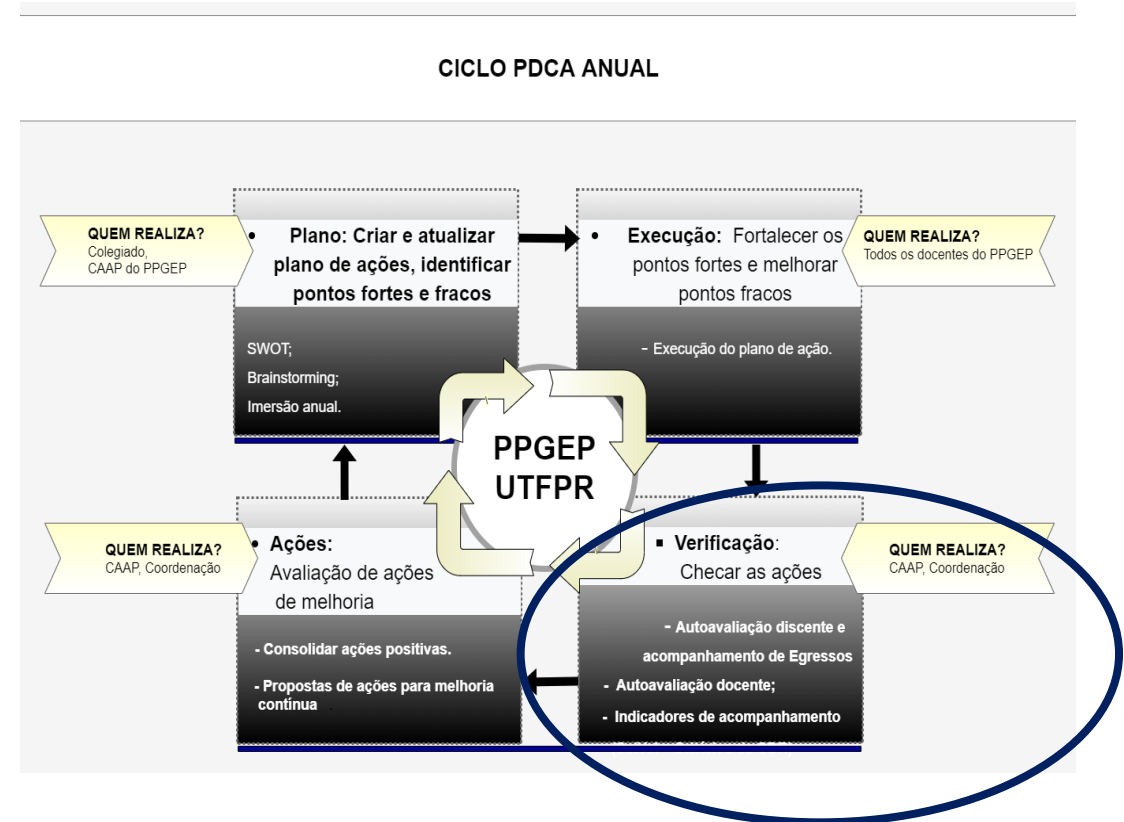 CICLO PDCA ANUAL
QUEM REALIZA?
Colegiado,
CAAP do PPGEP
• Plano: Criar e atualizar
plano de ações, identificar
pontos fortes e fracos
SWOT;
Brainstorming;
Imersão anual.
• Execução: Fortalecer os
pontos fortes e melhorar
pontos fracos
- Execução do plano de ação.
QUEM REALIZA?
Todos os docentes do PPGEP
PPGEP
UTFPR
QUEM REALIZA?
CAAP, Coordenação
• Ações:
Avaliação de ações
de melhoria
- Consolidar ações positivas.
- Propostas de ações para melhoria
contínua
▪ Verificação:
Checar as ações
- Autoavaliação discente e
acompanhamento de Egressos
- Autoavaliação docente;
- Indicadores de acompanhamento
QUEM REALIZA?
CAAP, Coordenação